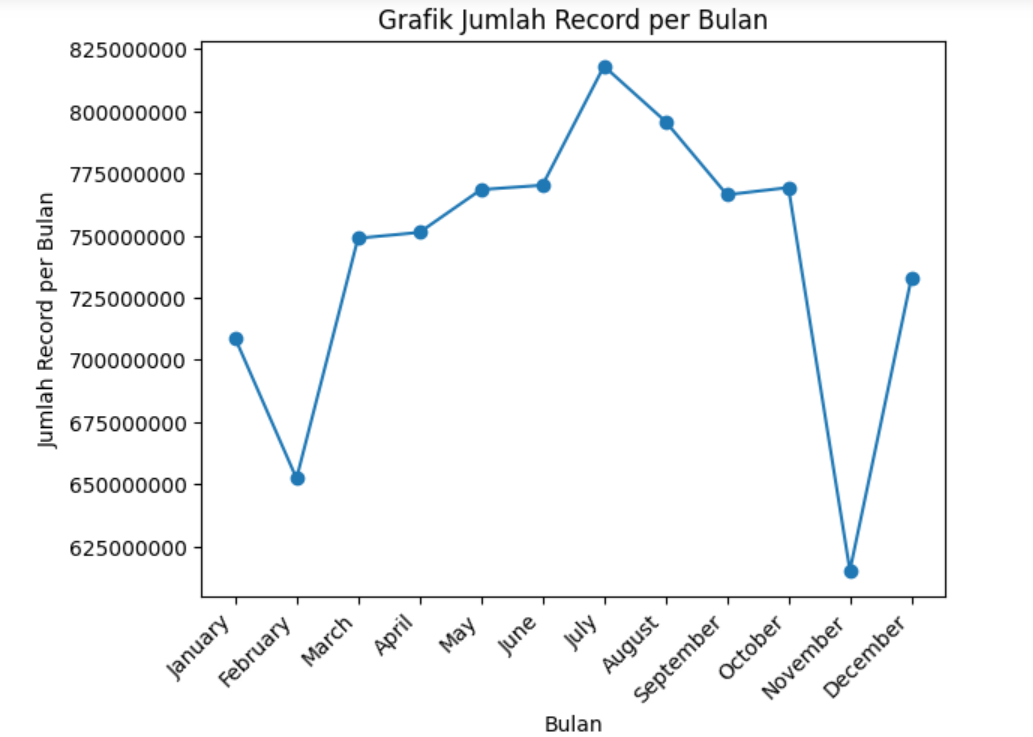 Grafik Jumlah Record per Bulan
Jumlah Record per Bulan
825000000
800000000
775000000
750000000
725000000
700000000
675000000
650000000
625000000
January
February
March
April
May
June
July
August
September
October
November
December
Bulan